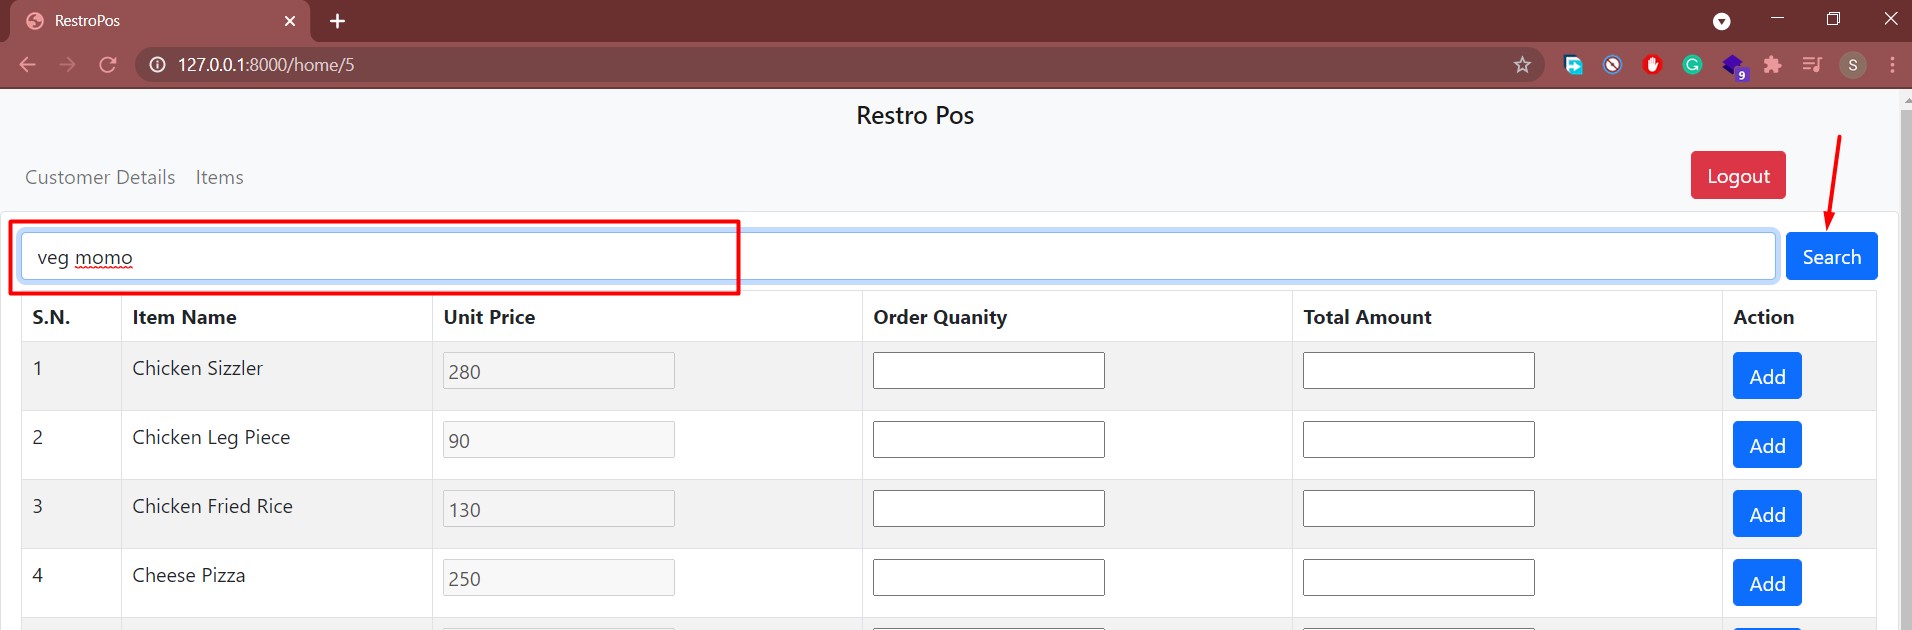 RestroPos
127.0.0.1:8000/home/5
9
S
Restro Pos
Customer Details Items Logout
veg momo Search
S.N. Item Name Unit Price Order Quanity Total Amount Action
1 Chicken Sizzler 280 Add
2 Chicken Leg Piece 90 Add
3 Chicken Fried Rice 130 Add
4 Cheese Pizza 250 Add